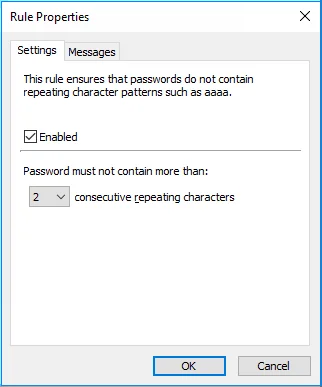 Rule Properties
Settings
Messages
This rule ensures that passwords do not contain
repeating character patterns such as aaaa.
Enabled
Password must not contain more than:
2 consecutive repeating characters
OK
Cancel